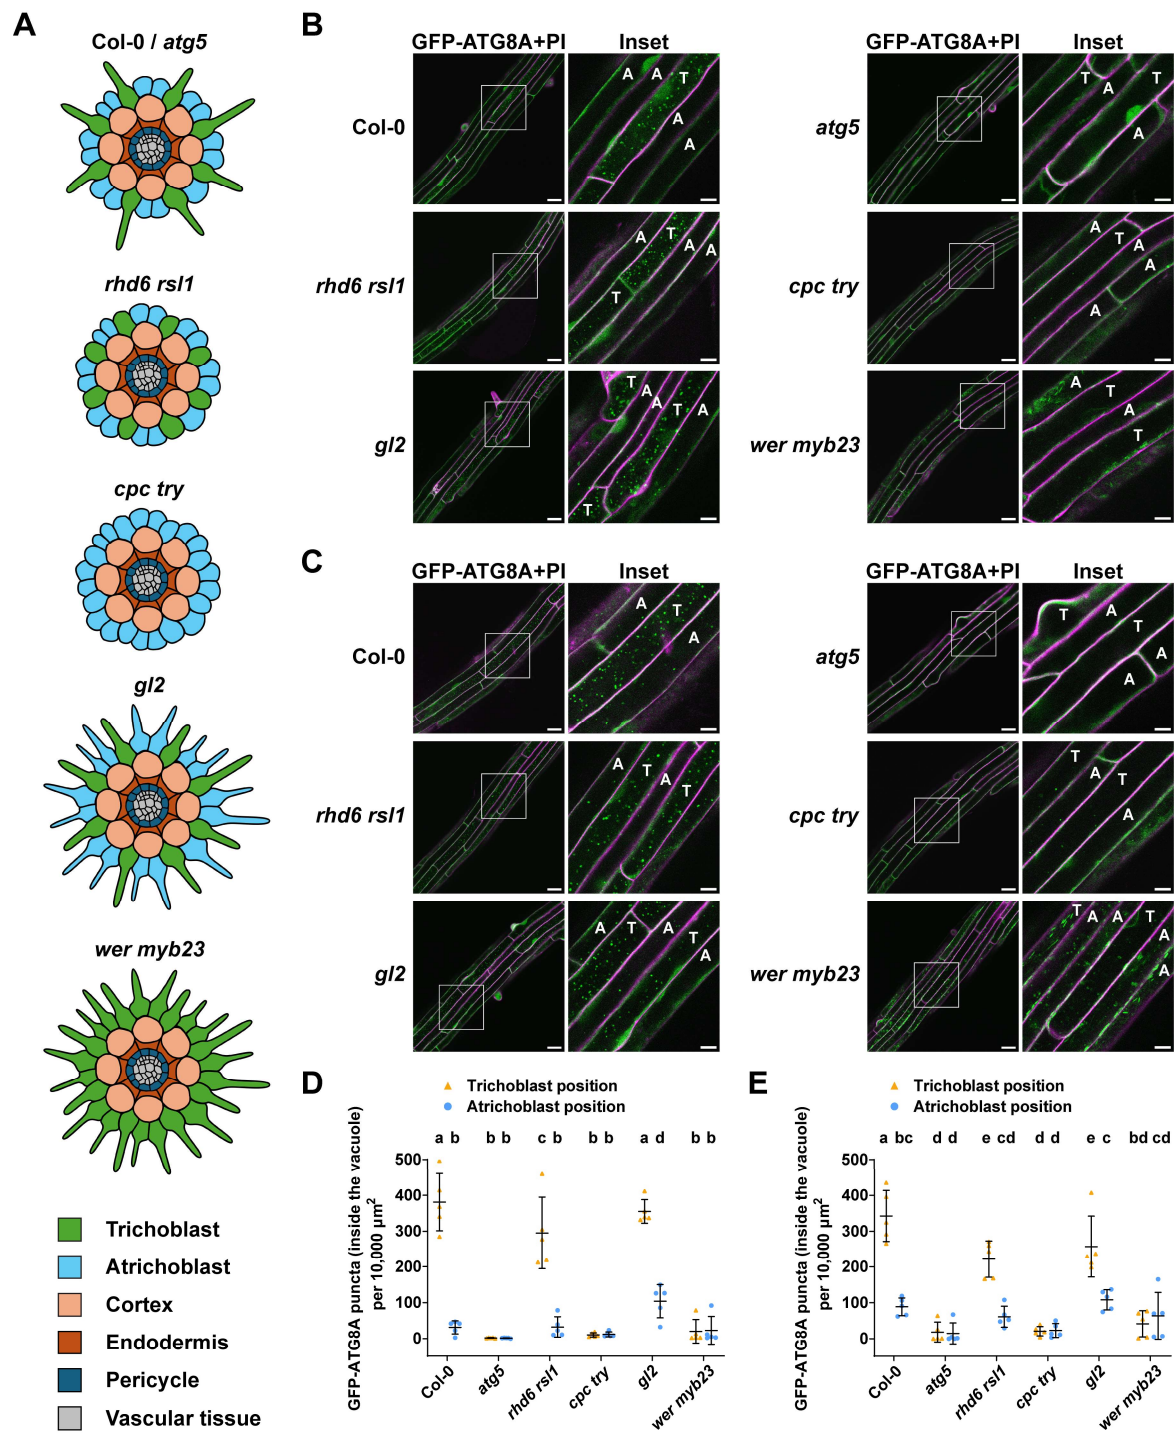 A
Col-0 / atg5
rhd6 rsl1
cpc try
gl2
wer myb23
Trichoblast
Atrichoblast
Cortex
Endodermis
Pericycle
Vascular tissue
B
GFP-ATG8A+PI Inset GFP-ATG8A+PI Inset
Col-0
A A T A A
atg5
T A T A
rhd6 rsl1
A T A A T
cpc try
A T A A A
gl2
T A A T A T
wer myb23
A T A T
C
GFP-ATG8A+PI Inset GFP-ATG8A+PI Inset
Col-0
A T A
atg5
T A T A A
rhd6 rsl1
A T A T
cpc try
T A T A
gl2
A T A T A
wer myb23
T A A T A A
D
Trichoblast position
Atrichoblast position
GFP-ATG8A puncta (inside the vacuole)
per 10,000 µm²
a b b b c b b b a d b b
500
400
300
200
100
0
Col-0
atg5
rhd6 rsl1
cpc try
gl2
wer myb23
E
Trichoblast position
Atrichoblast position
GFP-ATG8A puncta (inside the vacuole)
per 10,000 µm²
a bc d d e cd d d e c bd cd
500
400
300
200
100
0
Col-0
atg5
rhd6 rsl1
cpc try
gl2
wer myb23